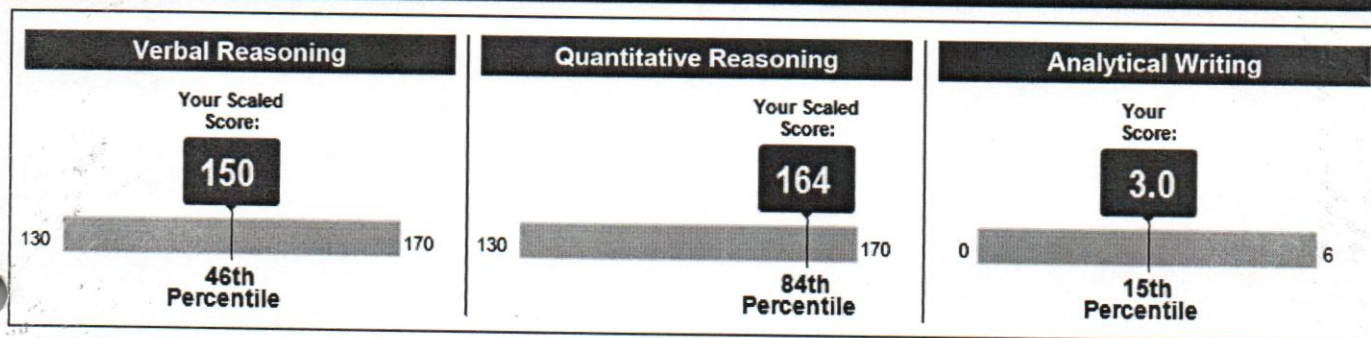 Verbal Reasoning
Your Scaled
Score:
150
130
170
46th
Percentile
Quantitative Reasoning
Your Scaled
Score:
164
130
170
84th
Percentile
Analytical Writing
Your
Score:
3.0
0
6
15th
Percentile